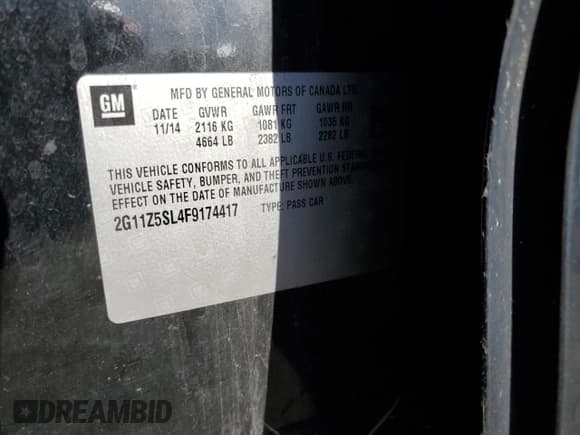 GM
MFD BY GENERAL MOTORS OF CANADA LTD
DATE GVWR GAWR FRT GAWR RR
11/14 2116 KG 1081 KG 1035 KG
4664 LB 2382 LB 2282 LB
THIS VEHICLE CONFORMS TO ALL APPLICABLE U.S. FEDERAL
VEHICLE SAFETY, BUMPER, AND THEFT PREVENTION
EFFECT ON THE DATE OF MANUFACTURE SHOWN ABOVE.
2G11Z5SL4F9174417 TYPE: PASS CAR
DREAMBID